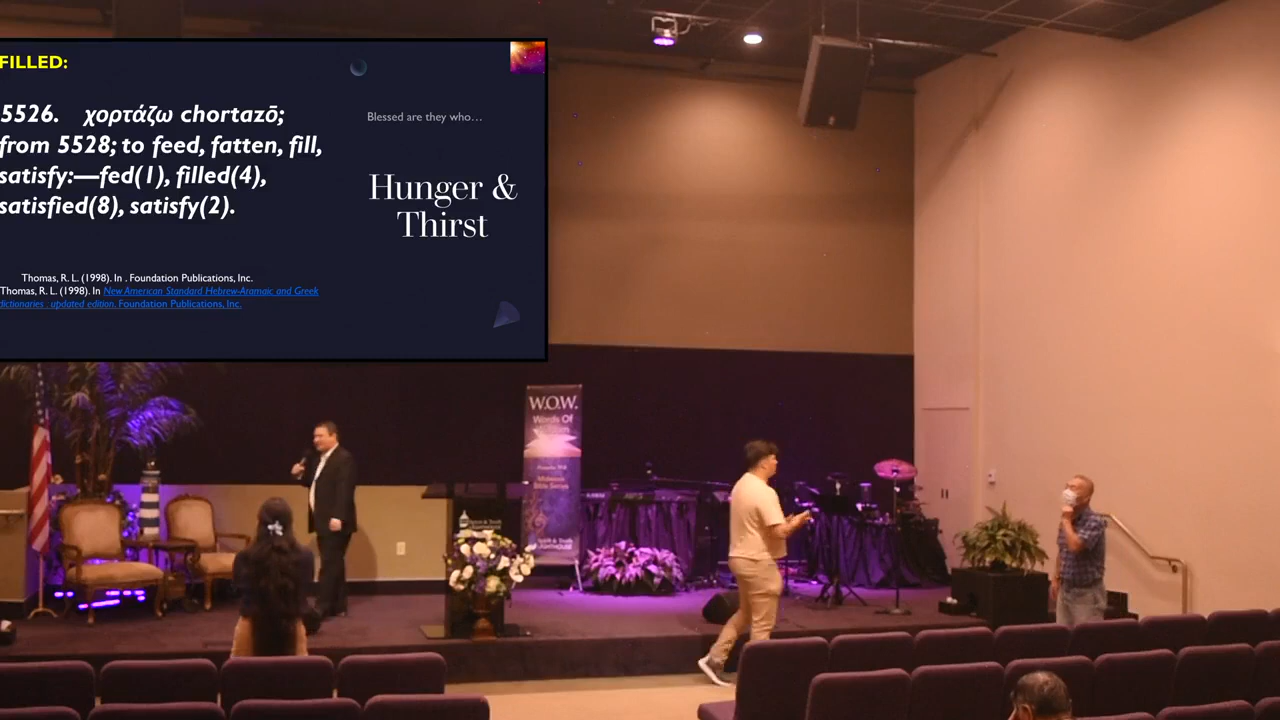 FILLED:
5526. χορτάζω chortazō;
from 5528; to feed, fatten, fill,
satisfy:—fed(1), filled(4),
satisfied(8), satisfy(2).
Thomas, R. L. (1998). In . Foundation Publications, Inc.
Thomas, R. L. (1998). In New American Standard Hebrew-Aramaic and Greek
dictionaries : updated edition. Foundation Publications, Inc.
Blessed are they who…
Hunger &
Thirst
W.O.W.
Words Of